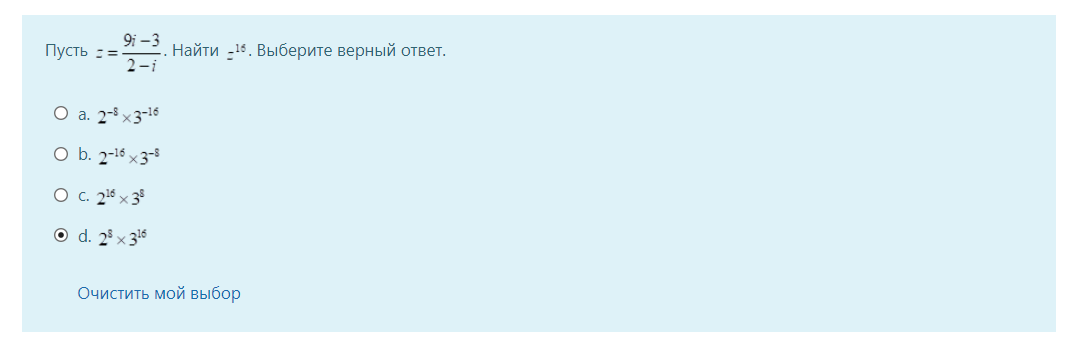 Пусть z = (9i − 3)/(2 − i). Найти z¹⁶. Выберите верный ответ.
a. 2⁻⁸ × 3⁻¹⁶
b. 2⁻¹⁶ × 3⁻⁸
c. 2¹⁶ × 3⁸
d. 2⁸ × 3¹⁶
Очистить мой выбор